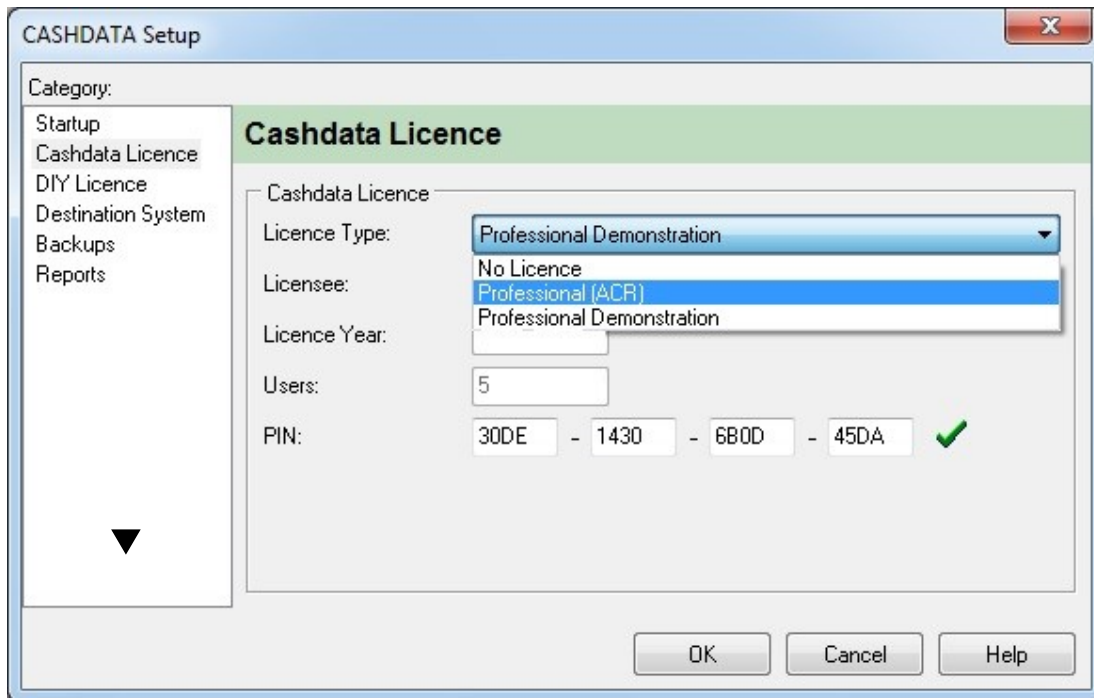 CASHDATA Setup
Category:
Startup
Cashdata Licence
DIY Licence
Destination System
Backups
Reports
Cashdata Licence
Cashdata Licence
Licence Type:
Professional Demonstration
No Licence
Professional (ACR)
Professional Demonstration
Licensee:
Licence Year:
Users:
5
PIN:
30DE - 1430 - 6B0D - 45DA
OK
Cancel
Help